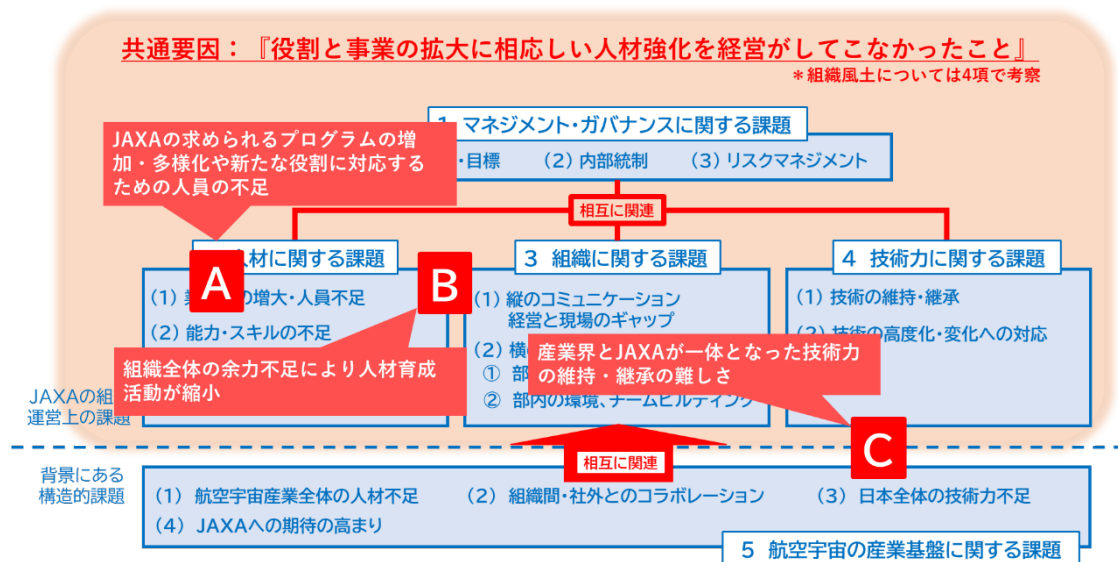 共通要因：『役割と事業の拡大に相応しい人材強化を経営がしてこなかったこと』
＊組織風土については4項で考察
マネジメント・ガバナンスに関する課題
JAXAの求められるプログラムの増
加・多様化や新たな役割に対応する
ための人員の不足
・目標 （2）内部統制 （3）リスクマネジメント
相互に関連
人材に関する課題
A
（1）業 の増大・人員不足
（2）能力・スキルの不足
B
組織全体の余力不足により人材育成
活動が縮小
3 組織に関する課題
（1）縦のコミュニケーション
経営と現場のギャップ
（2）横の
① 部
② 部内の環境、チームビルディング
産業界とJAXAが一体となった技術力
の維持・継承の難しさ
4 技術力に関する課題
（1）技術の維持・継承
（2）技術の高度化・変化への対応
C
JAXAの組
運営上の課題
相互に関連
背景にある
構造的課題
（1）航空宇宙産業全体の人材不足 （2）組織間・社外とのコラボレーション （3）日本全体の技術力不足
（4）JAXAへの期待の高まり
5 航空宇宙の産業基盤に関する課題